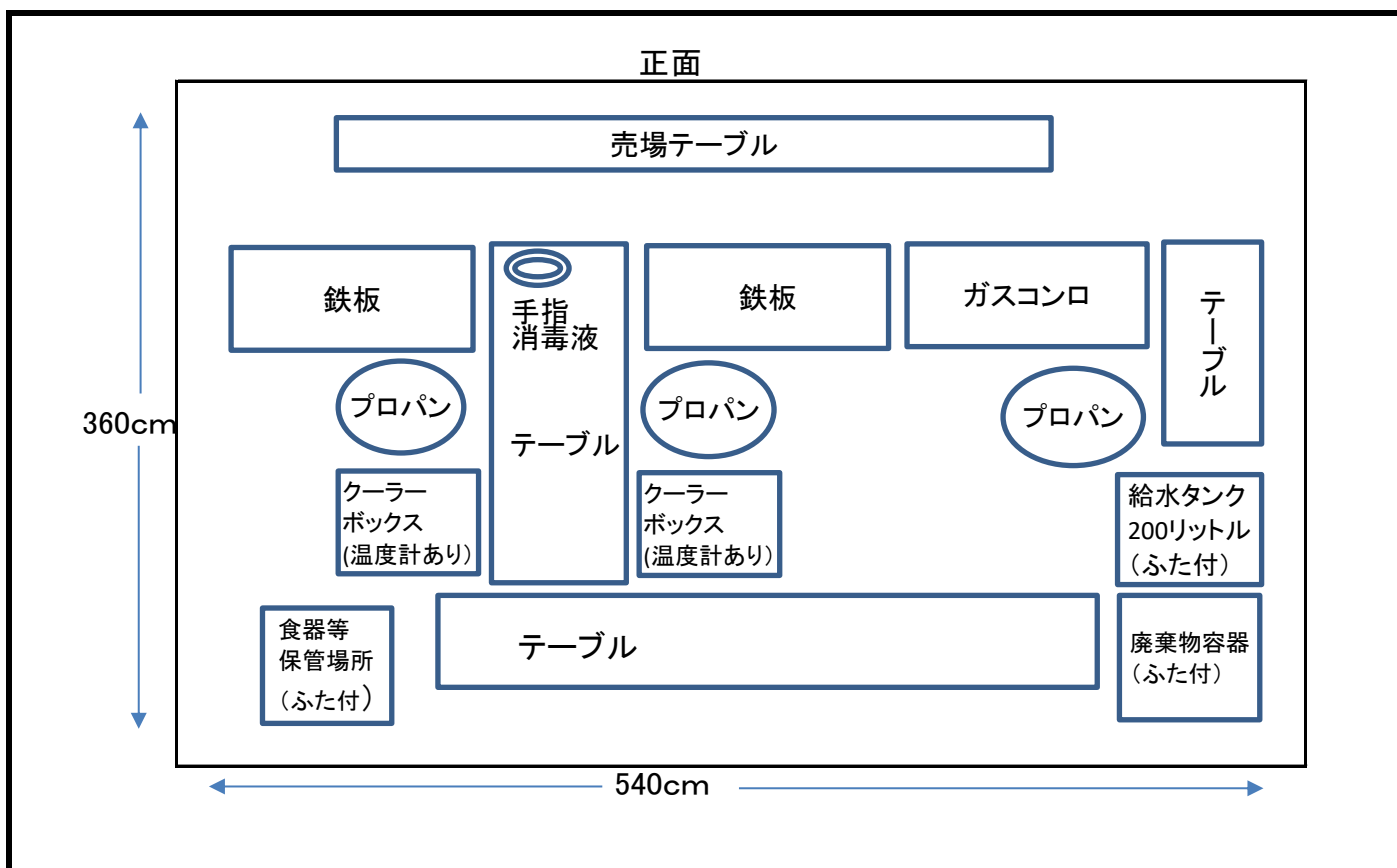 正面
売場テーブル
鉄板
手指
消毒液
テーブル
鉄板
ガスコンロ
テーブル
プロパン
プロパン
プロパン
360cm
クーラー
ボックス
(温度計あり)
クーラー
ボックス
(温度計あり)
給水タンク
200リットル
(ふた付)
食器等
保管場所
(ふた付)
テーブル
廃棄物容器
(ふた付)
540cm